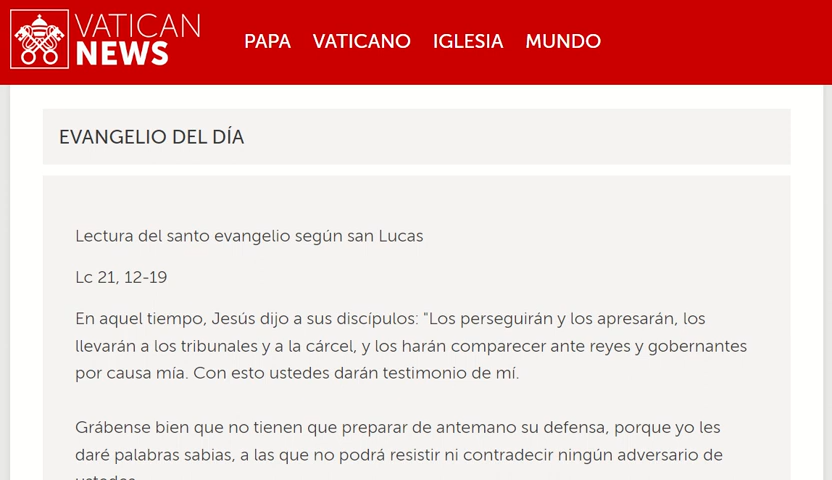 VATICAN
NEWS
PAPA VATICANO IGLESIA MUNDO
EVANGELIO DEL DÍA
Lectura del santo evangelio según san Lucas
Lc 21, 12-19
En aquel tiempo, Jesús dijo a sus discípulos: "Los perseguirán y los apresarán, los
llevarán a los tribunales y a la cárcel, y los harán comparecer ante reyes y gobernantes
por causa mía. Con esto ustedes darán testimonio de mí.
Grábense bien que no tienen que preparar de antemano su defensa, porque yo les
daré palabras sabias, a las que no podrá resistir ni contradecir ningún adversario de
ustedes.